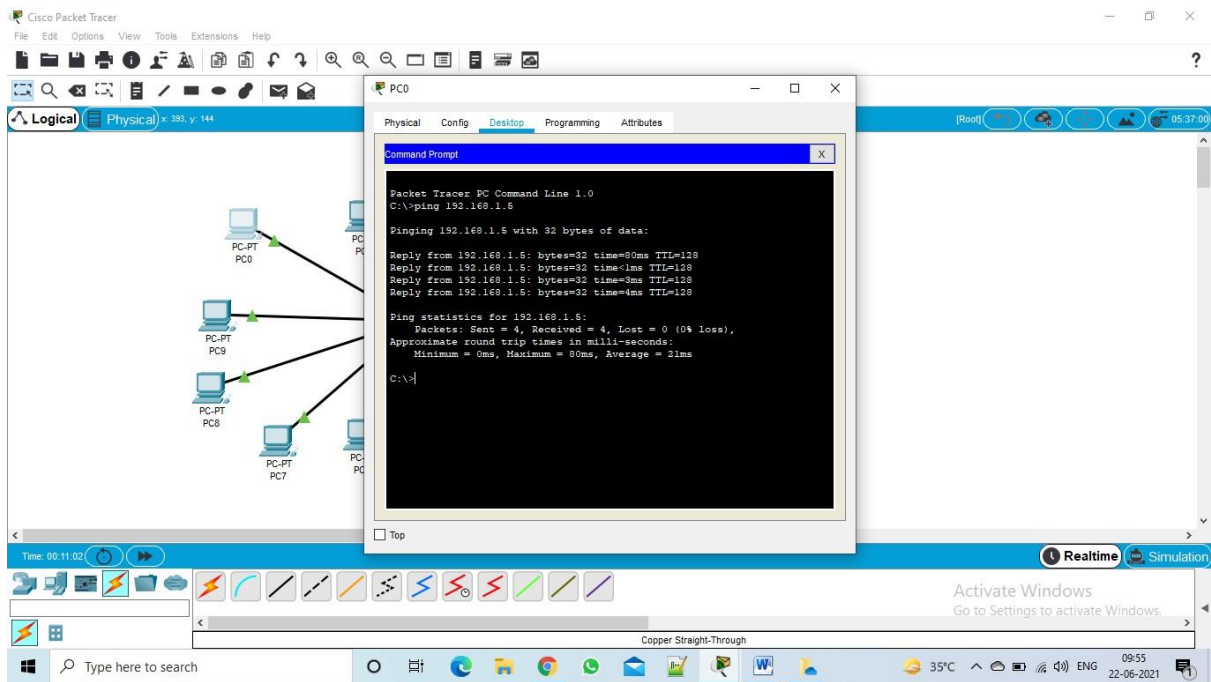 Cisco Packet Tracer
File Edit Options View Tools Extensions Help
?
Logical Physical x: 393, y: 144
[Root] 05:37:00
PC0
Physical Config Desktop Programming Attributes
Command Prompt X
Packet Tracer PC Command Line 1.0
C:\>ping 192.168.1.5
Pinging 192.168.1.5 with 32 bytes of data:
Reply from 192.168.1.5: bytes=32 time=80ms TTL=128
Reply from 192.168.1.5: bytes=32 time<1ms TTL=128
Reply from 192.168.1.5: bytes=32 time=3ms TTL=128
Reply from 192.168.1.5: bytes=32 time=4ms TTL=128
Ping statistics for 192.168.1.5:
Packets: Sent = 4, Received = 4, Lost = 0 (0% loss),
Approximate round trip times in milli-seconds:
Minimum = 0ms, Maximum = 80ms, Average = 21ms
C:\>
Top
PC-PT
PC0
PC-PT
PC9
PC-PT
PC8
PC-PT
PC7
Time: 00:11:02
Realtime Simulation
Activate Windows
Go to Settings to activate Windows.
Copper Straight-Through
Type here to search
35°C ENG
09:55
22-06-2021